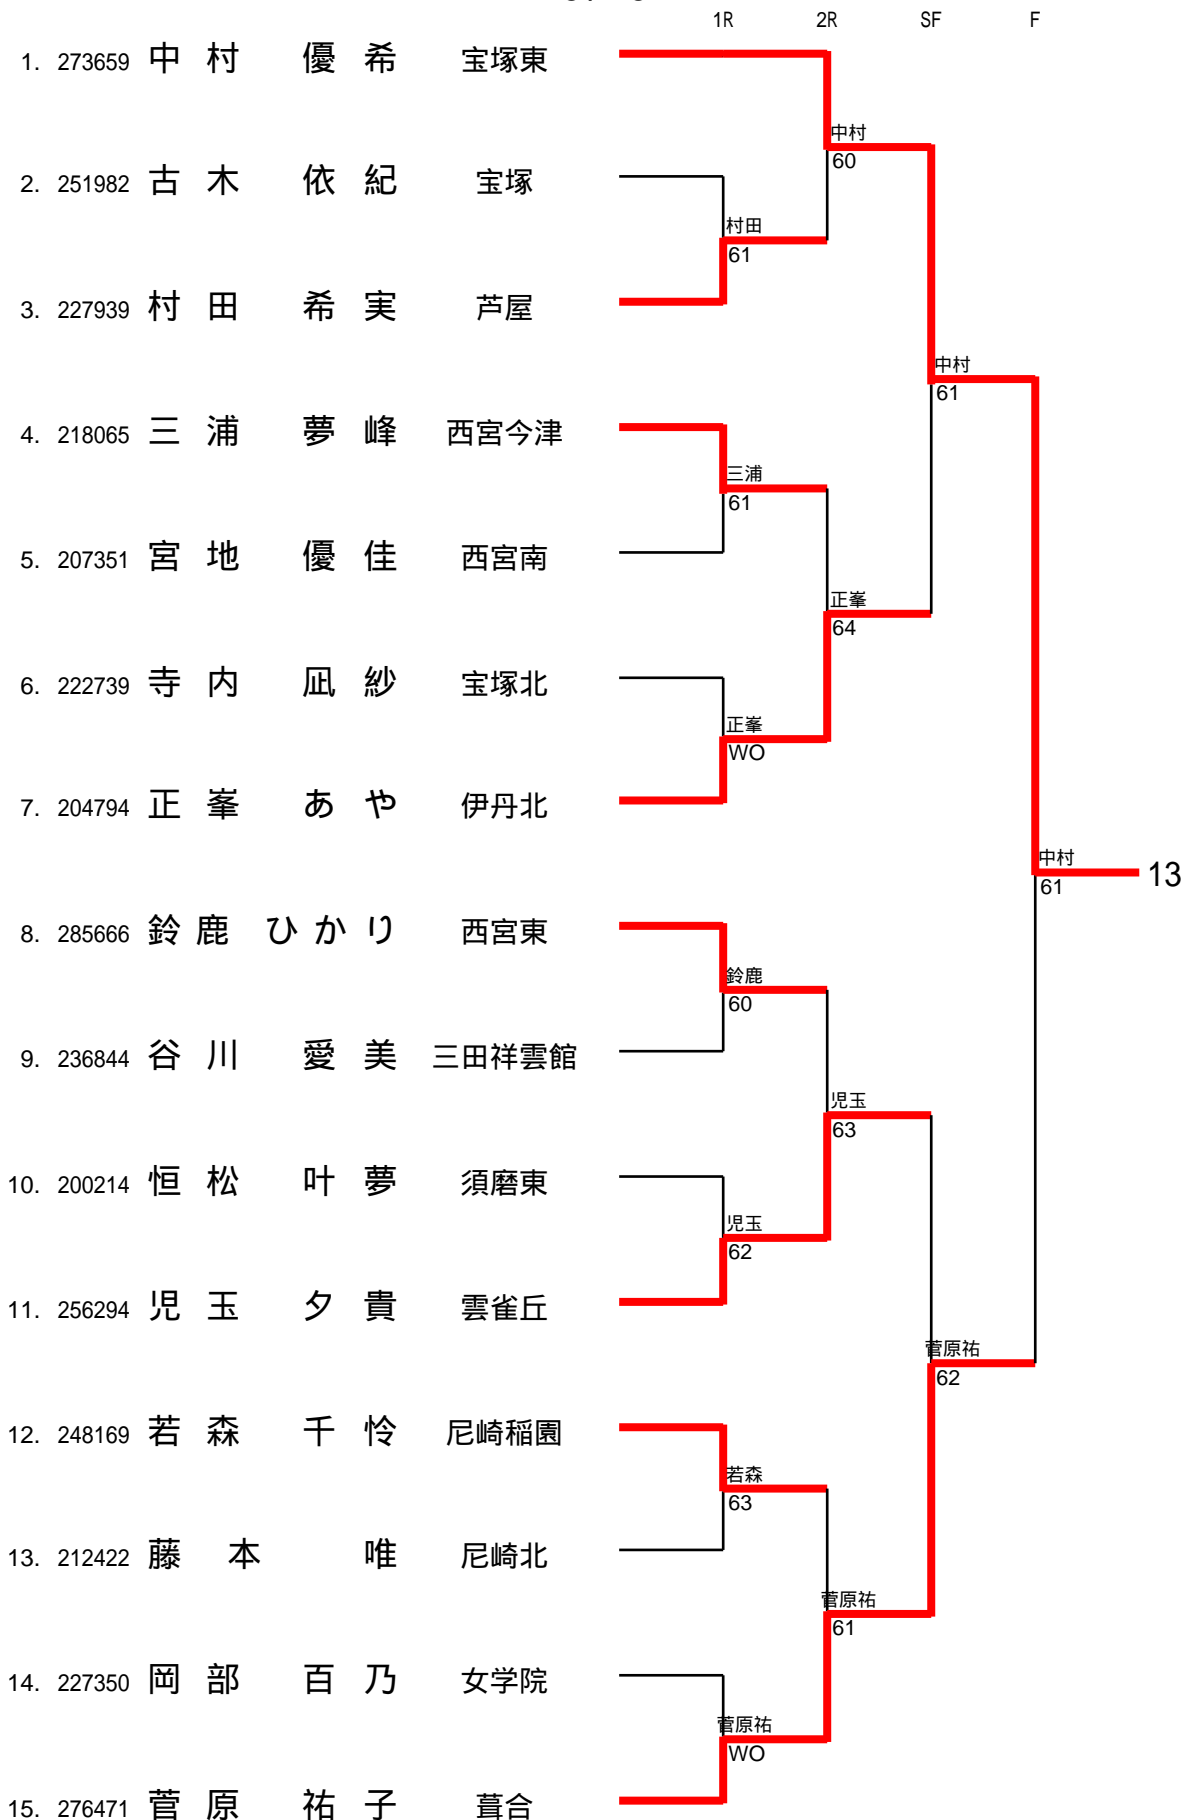 1R 2R SF F
1. 273659 中村 優希 宝塚東
中村
60
2. 251982 古木 依紀 宝塚
村田
61
3. 227939 村田 希実 芦屋
中村
61
4. 218065 三浦 夢峰 西宮今津
三浦
61
5. 207351 宮地 優佳 西宮南
正峯
64
6. 222739 寺内 凪紗 宝塚北
正峯
WO
7. 204794 正峯 あや 伊丹北
中村
61
13
8. 285666 鈴鹿 ひかり 西宮東
鈴鹿
60
9. 236844 谷川 愛美 三田祥雲館
児玉
63
10. 200214 恒松 叶夢 須磨東
児玉
62
11. 256294 児玉 夕貴 雲雀丘
菅原祐
62
12. 248169 若森 千怜 尼崎稲園
若森
63
13. 212422 藤本 唯 尼崎北
菅原祐
61
14. 227350 岡部 百乃 女学院
菅原祐
WO
15. 276471 菅原 祐子 葺合